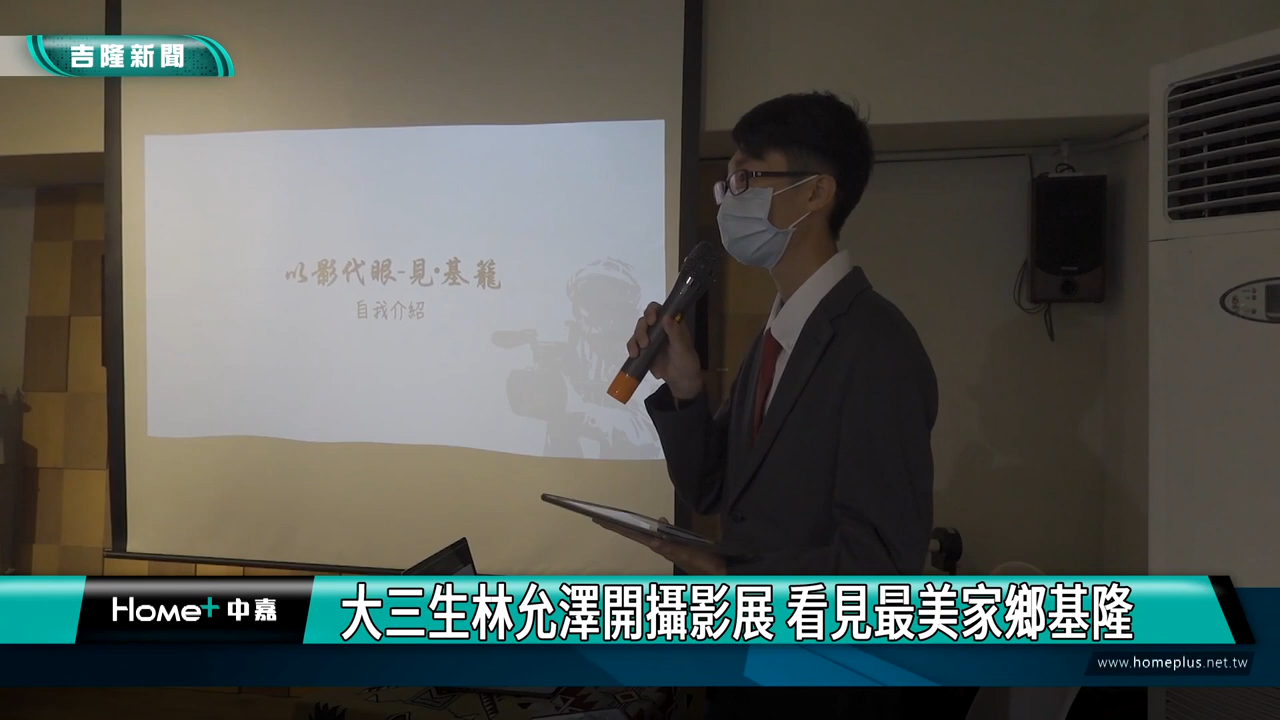 吉隆新聞
以影代眼-見·基籠
自我介紹
Home+ 中嘉
大三生林允澤開攝影展 看見最美家鄉基隆
www.homeplus.net.tw